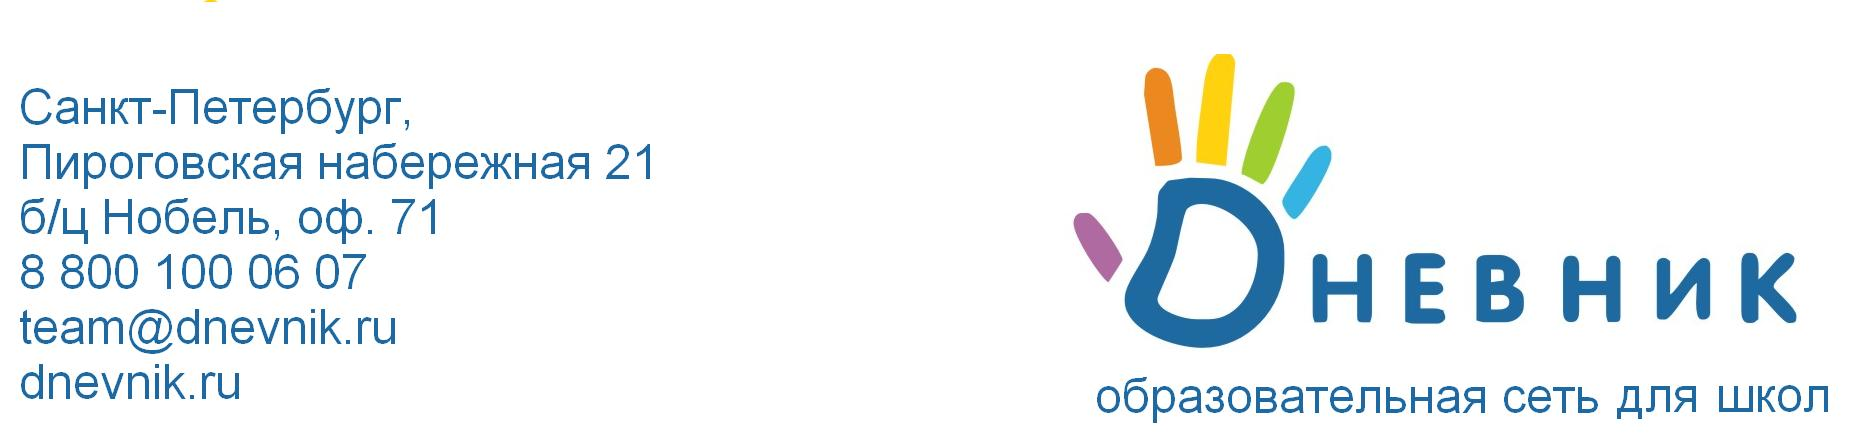 Санкт-Петербург,
Пироговская набережная 21
б/ц Нобель, оф. 71
8 800 100 06 07
team@dnevnik.ru
dnevnik.ru
Dневник
образовательная сеть для школ